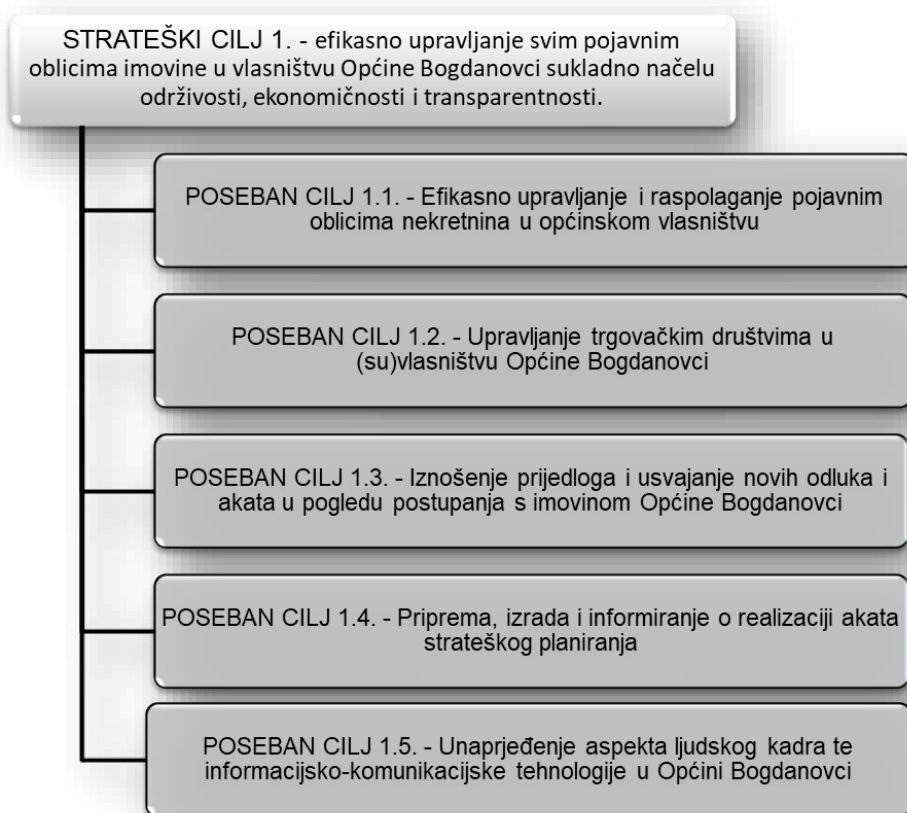 STRATEŠKI CILJ 1. - efikasno upravljanje svim pojavnim
oblicima imovine u vlasništvu Općine Bogdanovci sukladno načelu
održivosti, ekonomičnosti i transparentnosti.
POSEBAN CILJ 1.1. - Efikasno upravljanje i raspolaganje pojavnim
oblicima nekretnina u općinskom vlasništvu
POSEBAN CILJ 1.2. - Upravljanje trgovačkim društvima u
(su)vlasništvu Općine Bogdanovci
POSEBAN CILJ 1.3. - Iznošenje prijedloga i usvajanje novih odluka i
akata u pogledu postupanja s imovinom Općine Bogdanovci
POSEBAN CILJ 1.4. - Priprema, izrada i informiranje o realizaciji akata
strateškog planiranja
POSEBAN CILJ 1.5. - Unaprjeđenje aspekta ljudskog kadra te
informacijsko-komunikacijske tehnologije u Općini Bogdanovci